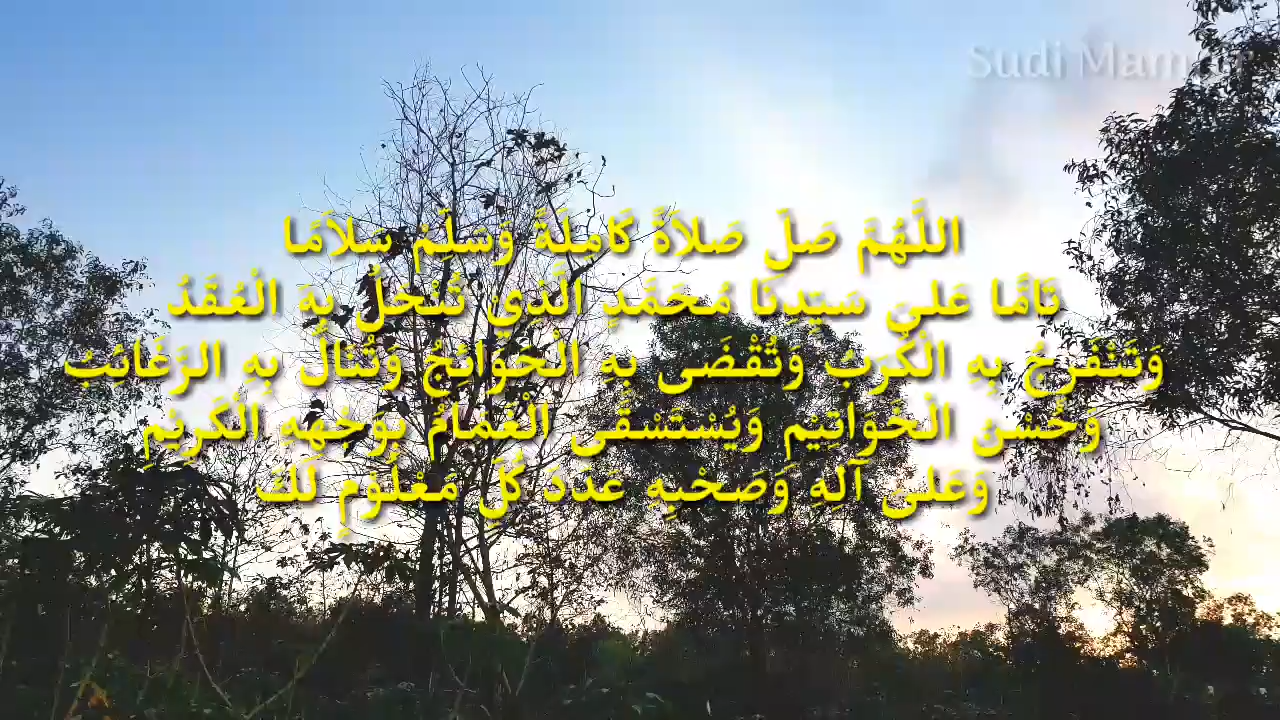 Sudi Mam
اللَّهُمَّ صَلِّ صَلاَةً كَامِلَةً وَسَلِّمْ سَلاَمًا
تَامًّا عَلىَ سَيِّدِنَا مُحَمَّدٍ الَّذِى تَنْحَلُ بِهِ الْعُقَدُ
وَتَنْفَرِجُ بِهِ الْكُرَبُ وَتُقْضَى بِهِ الْحَوَائِجُ وَتُنَالُ بِهِ الرَّغَائِبُ
وَحُسْنُ الْخَوَاتِيْمِ وَيُسْتَسْقَى الْغَمَامُ بِوَجْهِهِ الْكَرِيْمِ
وَعَلىَ آلِهِ وَصَحْبِهِ عَدَدَ كُلِّ مَعْلُوْمٍ لَكَ